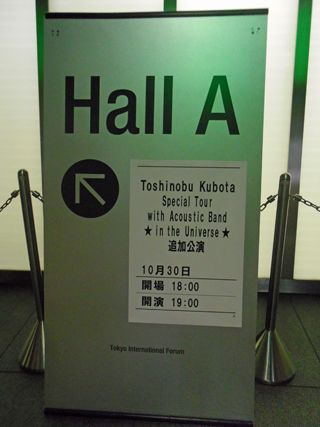 Hall A
Toshinobu Kubota
Special Tour
with Acoustic Band
★ in the Universe ★
追加公演
10月30日
開場 18:00
開演 19:00
Tokyo International Forum